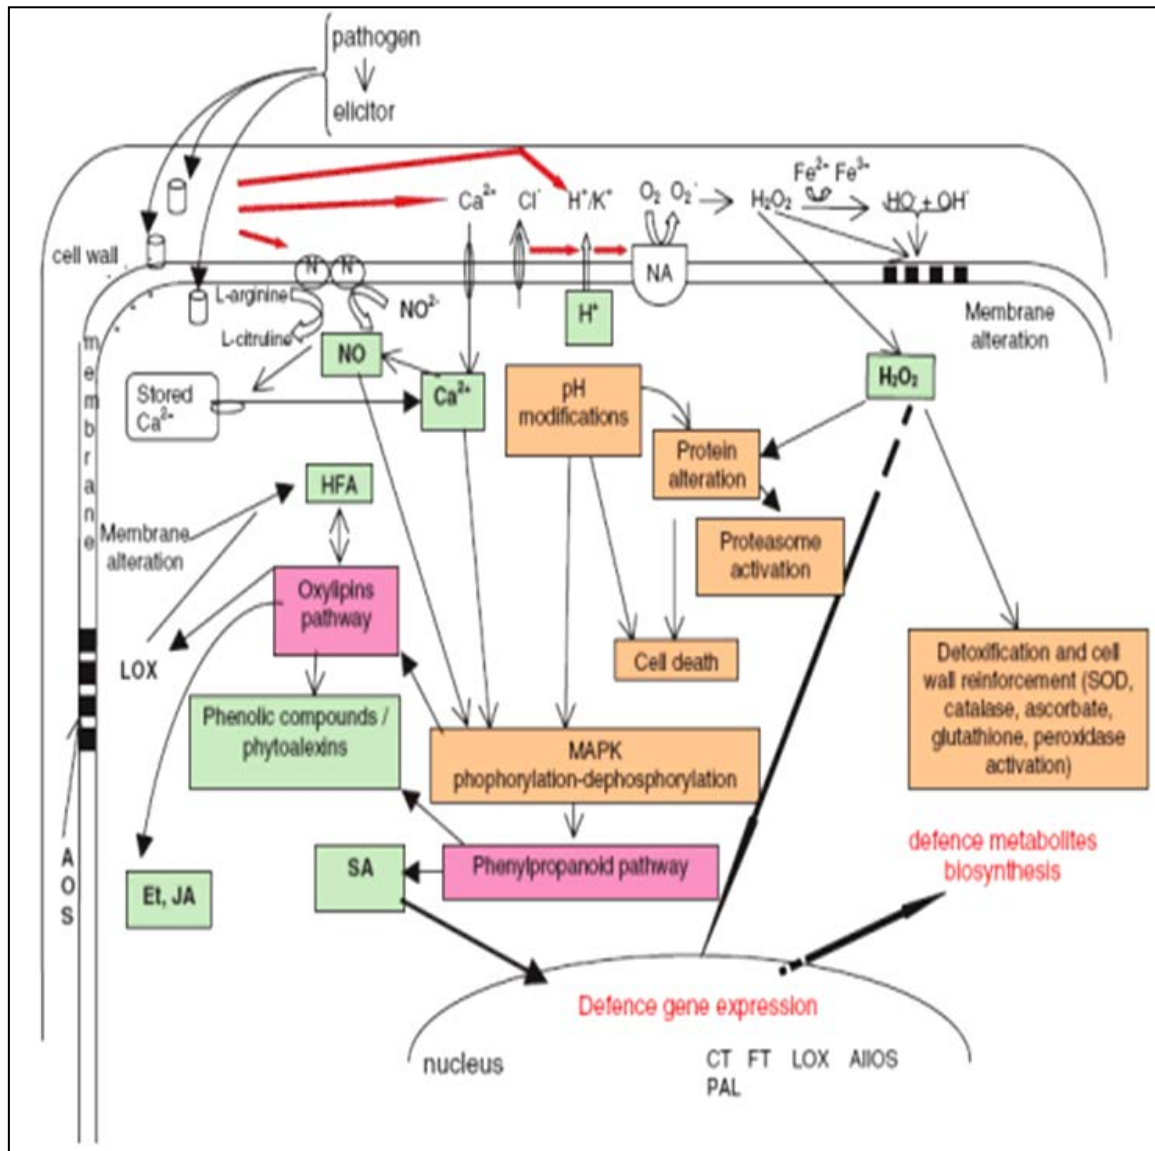 pathogen
elicitor
Ca²⁺
Cl⁻
H⁺/K⁺
O₂ O₂⁻
H₂O₂
Fe²⁺ Fe³⁺
HO⁻ + OH⁻
cell wall
N⁻ N⁻
NA
L-arginine
NO²⁻
H⁺
Membrane
alteration
L-citruline
NO
H₂O₂
membrane
Stored
Ca²⁺
Ca²⁺
pH
modifications
Protein
alteration
HFA
Membrane
alteration
Proteasome
activation
Oxylipins
pathway
LOX
Cell death
Detoxification and cell
wall reinforcement (SOD,
catalase, ascorbate,
glutathione, peroxidase
activation)
Phenolic compounds /
phytoalexins
MAPK
phophorylation-dephosphorylation
AOS
Et, JA
SA
Phenylpropanoid pathway
defence metabolites
biosynthesis
Defence gene expression
nucleus
CT FT LOX AllOS
PAL